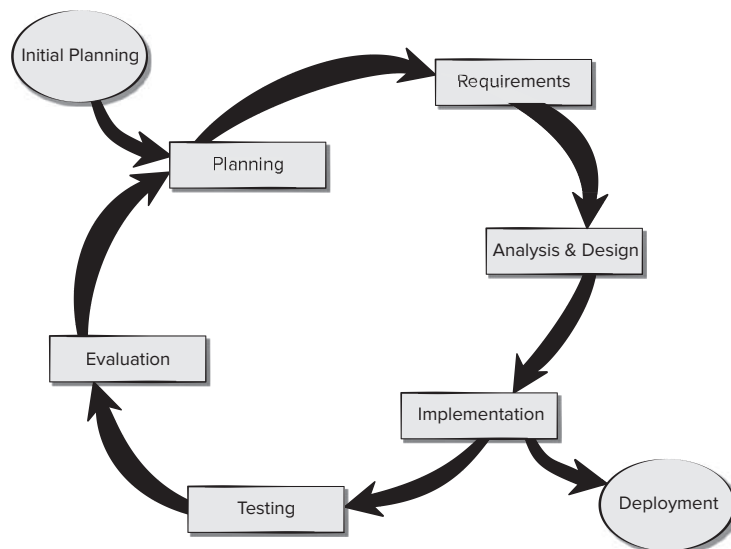 Initial Planning
Planning
Requirements
Analysis & Design
Implementation
Deployment
Testing
Evaluation